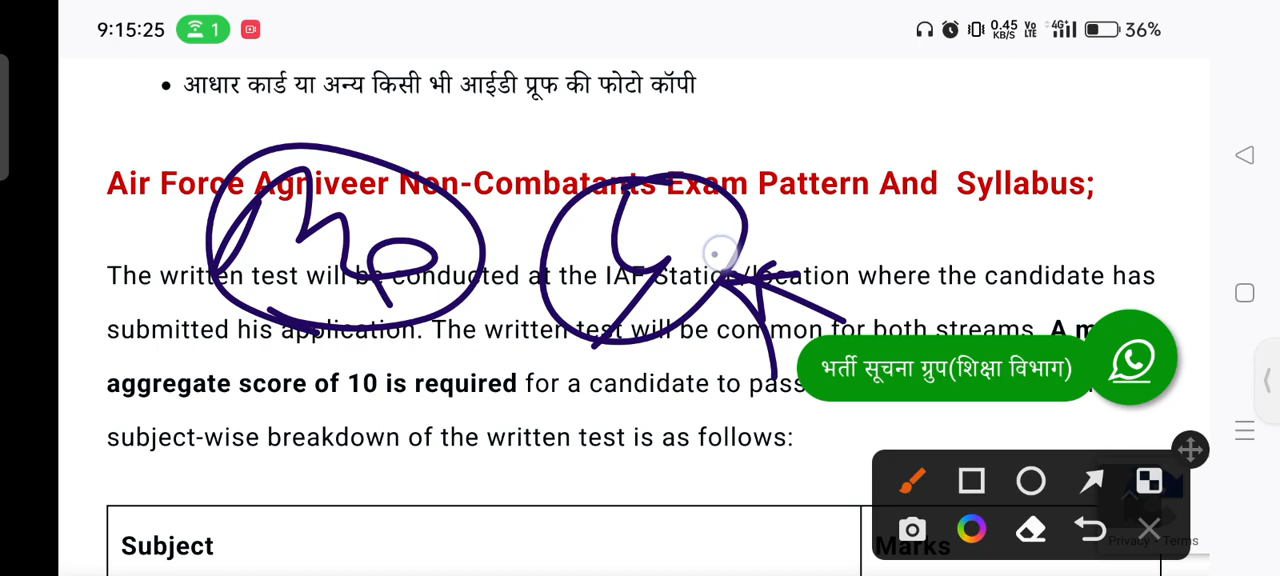 9:15:25 1 0.45 KB/S Vo LTE 4G+ 36%
• आधार कार्ड या अन्य किसी भी आईडी प्रूफ की फोटो कॉपी
Air Force Agniveer Non-Combatants Exam Pattern And Syllabus;
The written test will be conducted at the IAF Station/location where the candidate has
submitted his application. The written test will be common for both streams. A m
aggregate score of 10 is required for a candidate to pass
भर्ती सूचना ग्रुप(शिक्षा विभाग)
subject-wise breakdown of the written test is as follows:
Subject Marks
Privacy - Terms